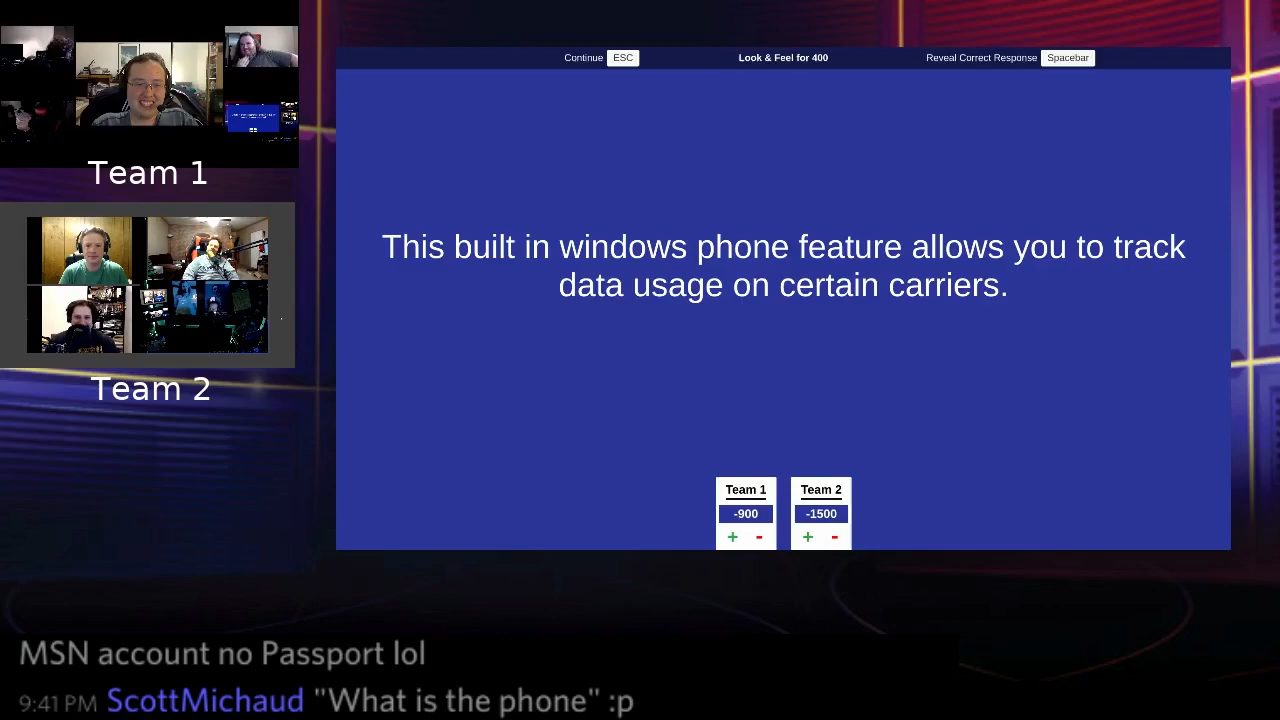 Continue ESC Look & Feel for 400 Reveal Correct Response Spacebar
Team 1
Team 2
This built in windows phone feature allows you to track
data usage on certain carriers.
Team 1 Team 2
-900 -1500
+ - + -
MSN account no Passport lol
9:41 PM ScottMichaud "What is the phone" :p